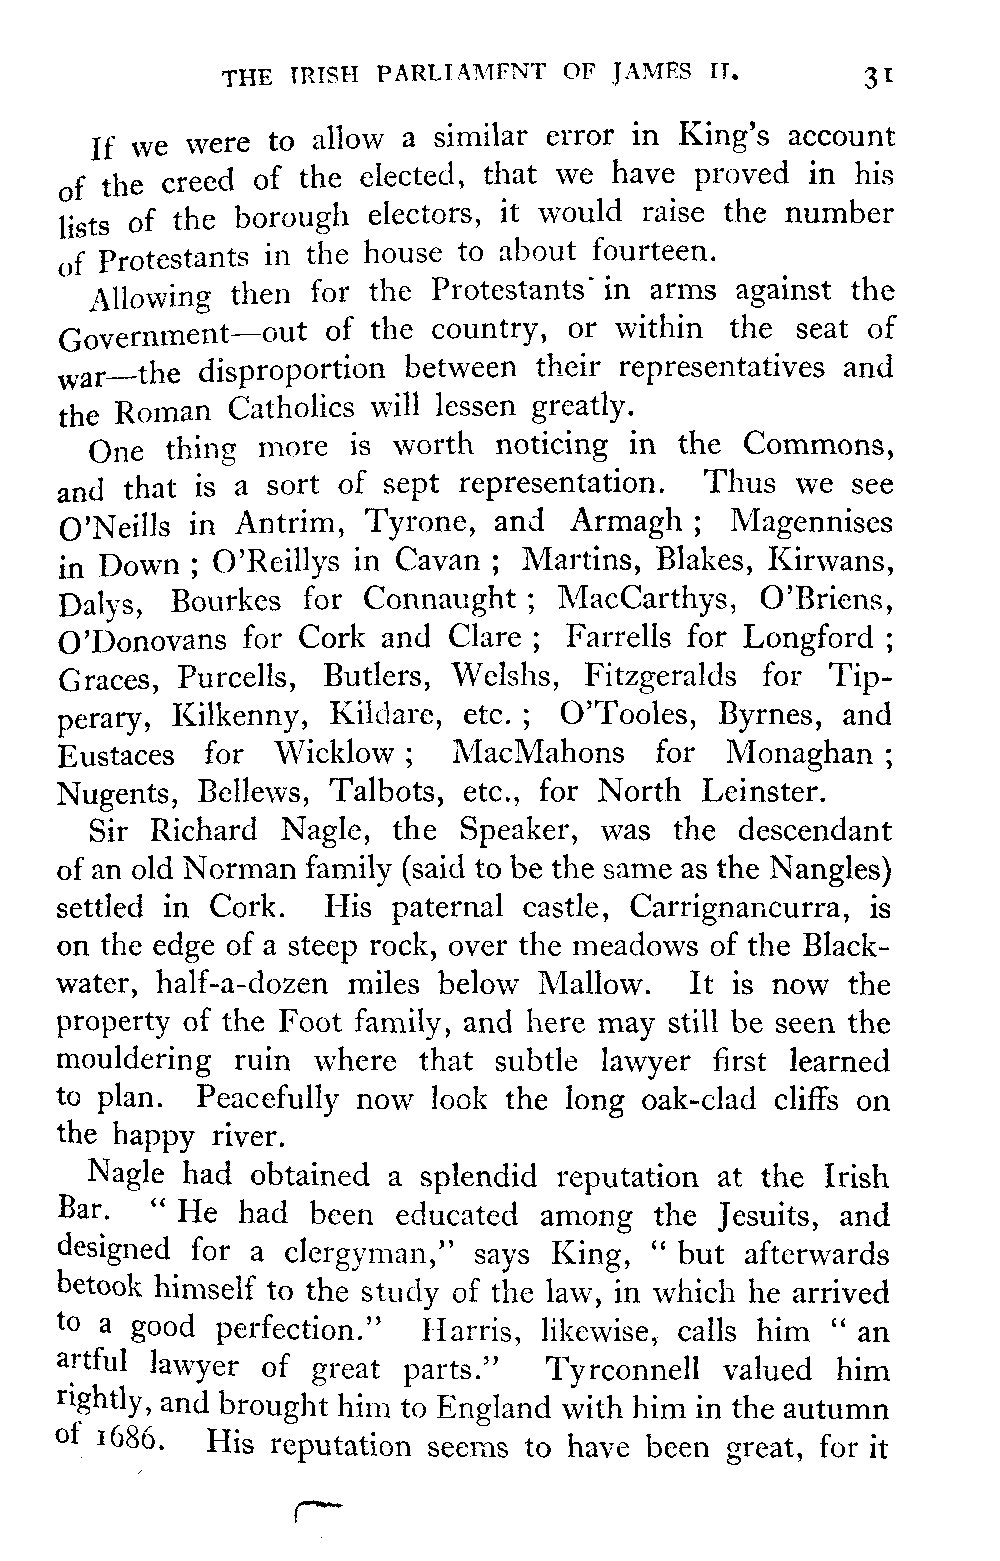 THE IRISH PARLIAMENT OF JAMES II. 31
If we were to allow a similar error in King's account
of the creed of the elected, that we have proved in his
lists of the borough electors, it would raise the number
of Protestants in the house to about fourteen.
Allowing then for the Protestants in arms against the
Government—out of the country, or within the seat of
war—the disproportion between their representatives and
the Roman Catholics will lessen greatly.
One thing more is worth noticing in the Commons,
and that is a sort of sept representation. Thus we see
O'Neills in Antrim, Tyrone, and Armagh ; Magennises
in Down ; O'Reillys in Cavan ; Martins, Blakes, Kirwans,
Dalys, Bourkes for Connaught ; MacCarthys, O'Briens,
O'Donovans for Cork and Clare ; Farrells for Longford ;
Graces, Purcells, Butlers, Welshs, Fitzgeralds for Tip-
perary, Kilkenny, Kildare, etc. ; O'Tooles, Byrnes, and
Eustaces for Wicklow ; MacMahons for Monaghan ;
Nugents, Bellews, Talbots, etc., for North Leinster.
Sir Richard Nagle, the Speaker, was the descendant
of an old Norman family (said to be the same as the Nangles)
settled in Cork. His paternal castle, Carrignancurra, is
on the edge of a steep rock, over the meadows of the Black-
water, half-a-dozen miles below Mallow. It is now the
property of the Foot family, and here may still be seen the
mouldering ruin where that subtle lawyer first learned
to plan. Peacefully now look the long oak-clad cliffs on
the happy river.
Nagle had obtained a splendid reputation at the Irish
Bar. “ He had been educated among the Jesuits, and
designed for a clergyman,” says King, “ but afterwards
betook himself to the study of the law, in which he arrived
to a good perfection.” Harris, likewise, calls him “ an
artful lawyer of great parts.” Tyrconnell valued him
rightly, and brought him to England with him in the autumn
of 1686. His reputation seems to have been great, for it